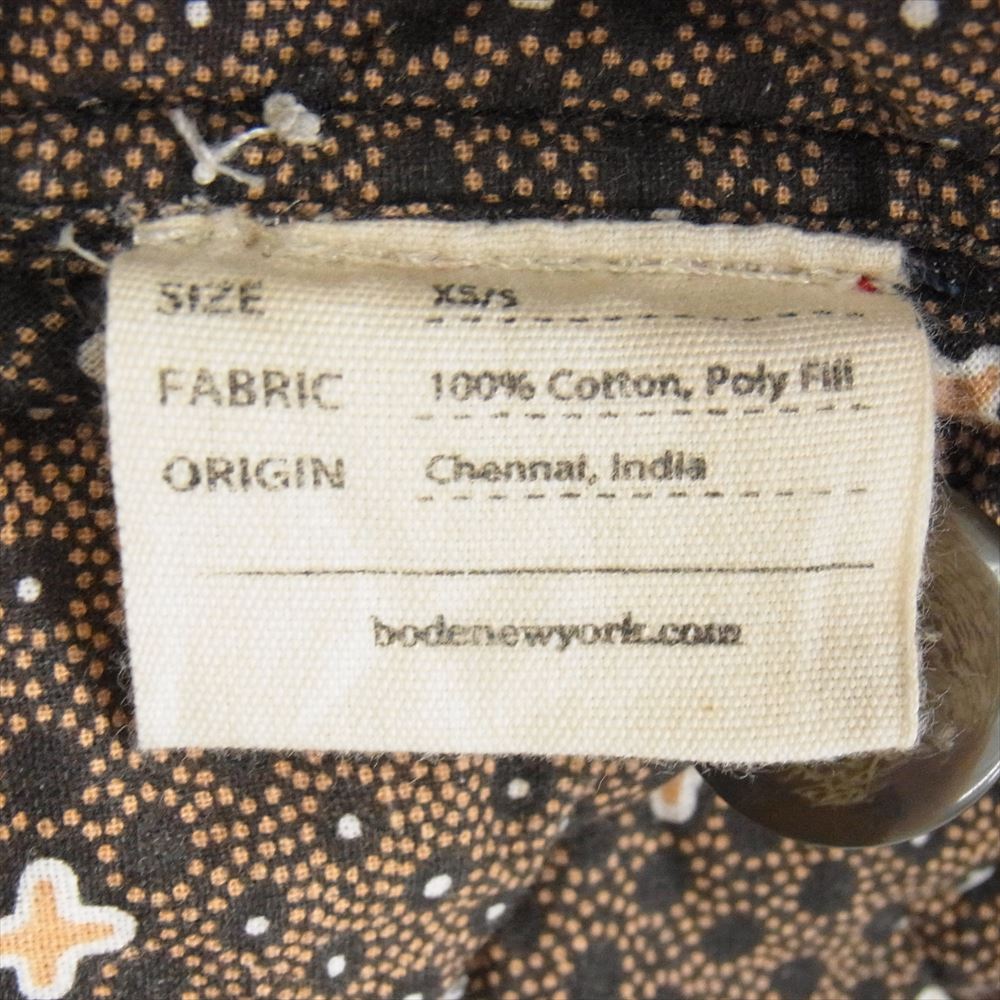 SIZE XS/S
FABRIC 100% Cotton, Poly Fill
ORIGIN Chennai, India
bodenewyork.com